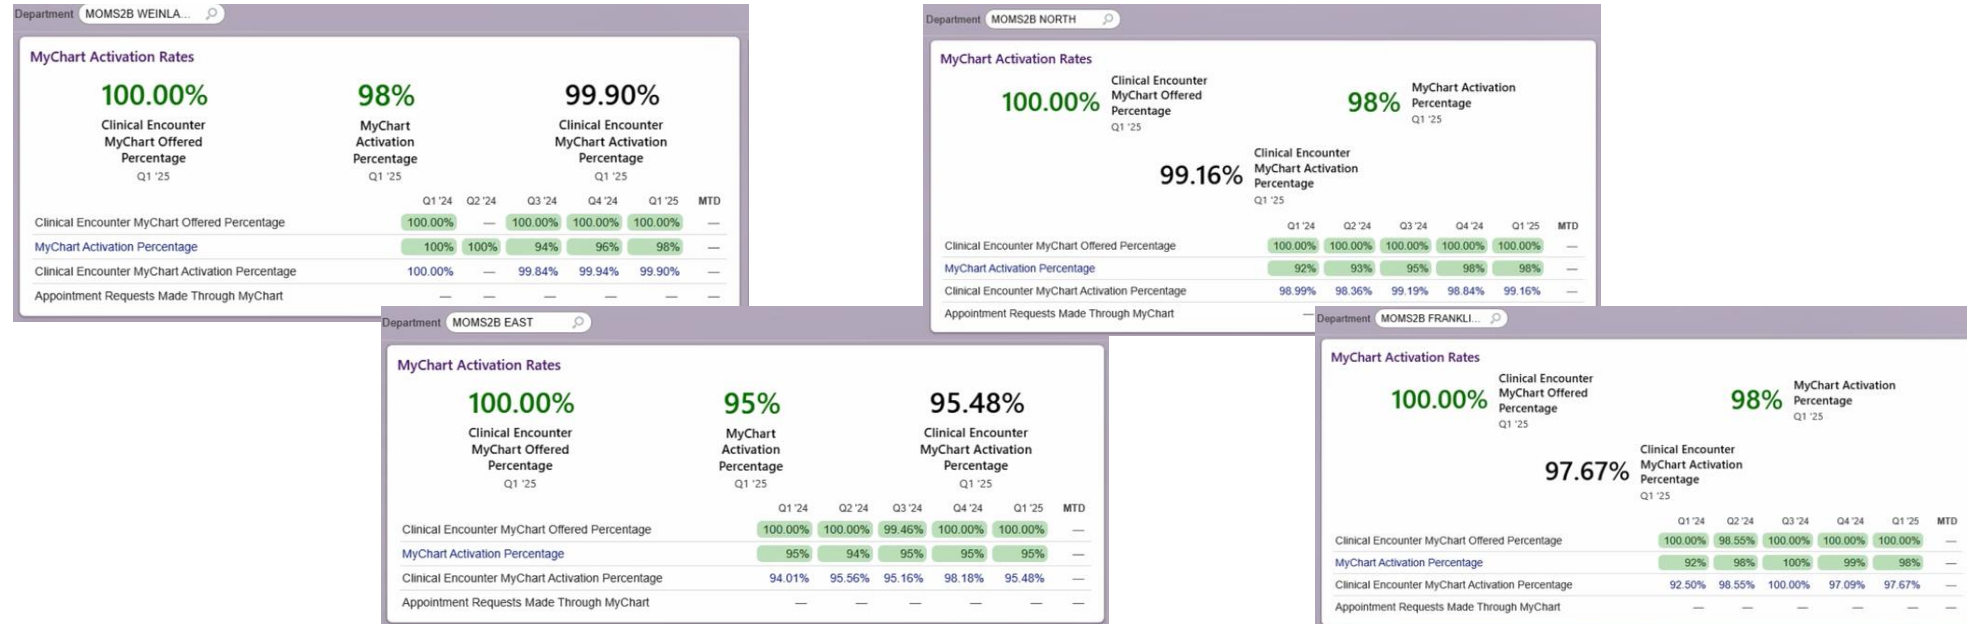 Department MOMS2B WEINLA...
MyChart Activation Rates
100.00% 98% 99.90%
Clinical Encounter MyChart Clinical Encounter
MyChart Offered Activation MyChart Activation
Percentage Percentage Percentage
Q1 '25 Q1 '25 Q1 '25
Q1 '24 Q2 '24 Q3 '24 Q4 '24 Q1 '25 MTD
Clinical Encounter MyChart Offered Percentage 100.00% — 100.00% 100.00% 100.00% —
MyChart Activation Percentage 100% 100% 94% 96% 98% —
Clinical Encounter MyChart Activation Percentage 100.00% — 99.84% 99.94% 99.90% —
Appointment Requests Made Through MyChart — — — — — —
Department MOMS2B NORTH
MyChart Activation Rates
100.00%
Clinical Encounter
MyChart Offered
Percentage
Q1 '25
98%
MyChart Activation
Percentage
Q1 '25
99.16%
Clinical Encounter
MyChart Activation
Percentage
Q1 '25
Q1 '24 Q2 '24 Q3 '24 Q4 '24 Q1 '25 MTD
Clinical Encounter MyChart Offered Percentage 100.00% 100.00% 100.00% 100.00% 100.00% —
MyChart Activation Percentage 92% 93% 95% 98% 98% —
Clinical Encounter MyChart Activation Percentage 98.99% 98.36% 99.19% 98.84% 99.16% —
Appointment Requests Made Through MyChart —
Department MOMS2B EAST
MyChart Activation Rates
100.00% 95% 95.48%
Clinical Encounter MyChart Clinical Encounter
MyChart Offered Activation MyChart Activation
Percentage Percentage Percentage
Q1 '25 Q1 '25 Q1 '25
Q1 '24 Q2 '24 Q3 '24 Q4 '24 Q1 '25 MTD
Clinical Encounter MyChart Offered Percentage 100.00% 100.00% 99.46% 100.00% 100.00% —
MyChart Activation Percentage 95% 94% 95% 95% 95% —
Clinical Encounter MyChart Activation Percentage 94.01% 95.56% 95.16% 98.18% 95.48% —
Appointment Requests Made Through MyChart — — — — — —
Department MOMS2B FRANKLI...
MyChart Activation Rates
100.00%
Clinical Encounter
MyChart Offered
Percentage
Q1 '25
98%
MyChart Activation
Percentage
Q1 '25
97.67%
Clinical Encounter
MyChart Activation
Percentage
Q1 '25
Q1 '24 Q2 '24 Q3 '24 Q4 '24 Q1 '25 MTD
Clinical Encounter MyChart Offered Percentage 100.00% 98.55% 100.00% 100.00% 100.00% —
MyChart Activation Percentage 92% 98% 100% 99% 98% —
Clinical Encounter MyChart Activation Percentage 92.50% 98.55% 100.00% 97.09% 97.67% —
Appointment Requests Made Through MyChart — — — — — —